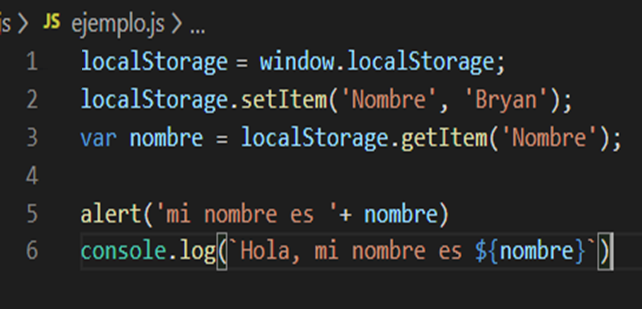 js > JS ejemplo.js > ...
1 localStorage = window.localStorage;
2 localStorage.setItem('Nombre', 'Bryan');
3 var nombre = localStorage.getItem('Nombre');
4
5 alert('mi nombre es '+ nombre)
6 console.log(`Hola, mi nombre es ${nombre}`)